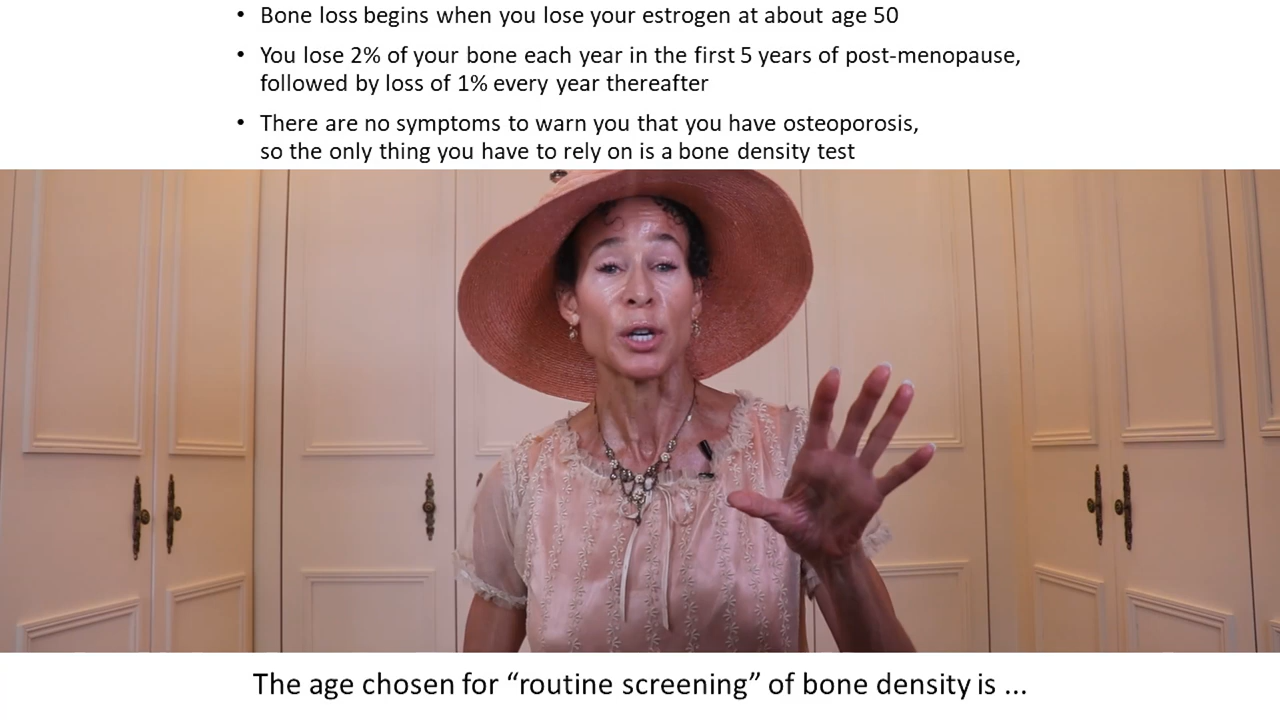 • Bone loss begins when you lose your estrogen at about age 50
• You lose 2% of your bone each year in the first 5 years of post-menopause,
followed by loss of 1% every year thereafter
• There are no symptoms to warn you that you have osteoporosis,
so the only thing you have to rely on is a bone density test
The age chosen for “routine screening” of bone density is ...